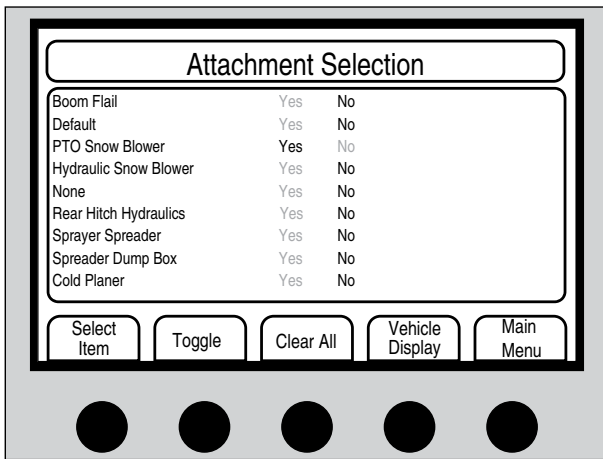 Attachment Selection
Boom Flail Yes No
Default Yes No
PTO Snow Blower Yes No
Hydraulic Snow Blower Yes No
None Yes No
Rear Hitch Hydraulics Yes No
Sprayer Spreader Yes No
Spreader Dump Box Yes No
Cold Planer Yes No
Select Item
Toggle
Clear All
Vehicle Display
Main Menu